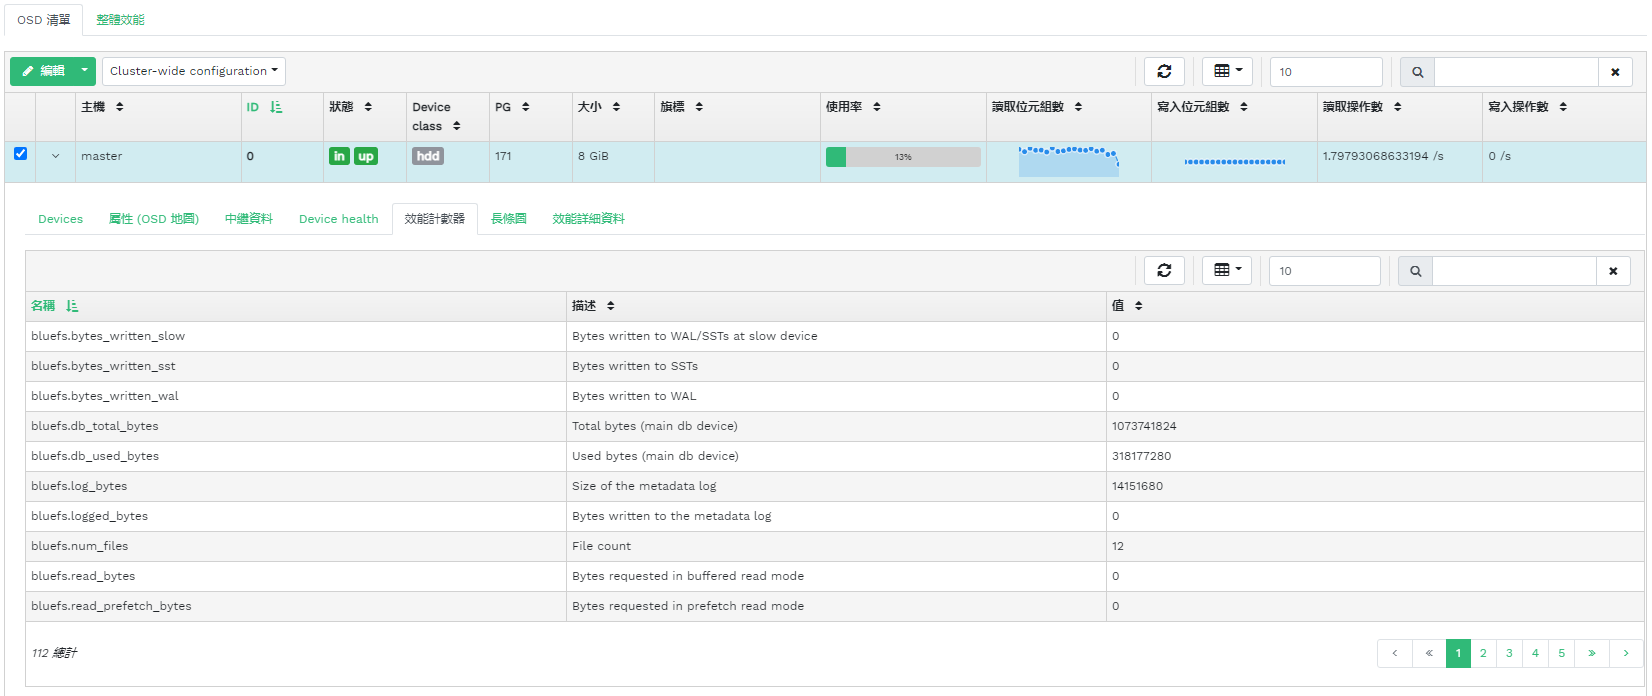 OSD 清單 整體效能
編輯 Cluster-wide configuration 10
主機 ID 狀態 Device class PG 大小 旗標 使用率 讀取位元組數 寫入位元組數 讀取操作數 寫入操作數
master 0 in up hdd 171 8 GiB 13% 1.79793068633194 /s 0 /s
Devices 屬性 (OSD 地圖) 中繼資料 Device health 效能計數器 長條圖 效能詳細資料
10
名稱 描述 值
bluefs.bytes_written_slow Bytes written to WAL/SSTs at slow device 0
bluefs.bytes_written_sst Bytes written to SSTs 0
bluefs.bytes_written_wal Bytes written to WAL 0
bluefs.db_total_bytes Total bytes (main db device) 1073741824
bluefs.db_used_bytes Used bytes (main db device) 318177280
bluefs.log_bytes Size of the metadata log 14151680
bluefs.logged_bytes Bytes written to the metadata log 0
bluefs.num_files File count 12
bluefs.read_bytes Bytes requested in buffered read mode 0
bluefs.read_prefetch_bytes Bytes requested in prefetch read mode 0
112 總計 ‹ « 1 2 3 4 5 » ›